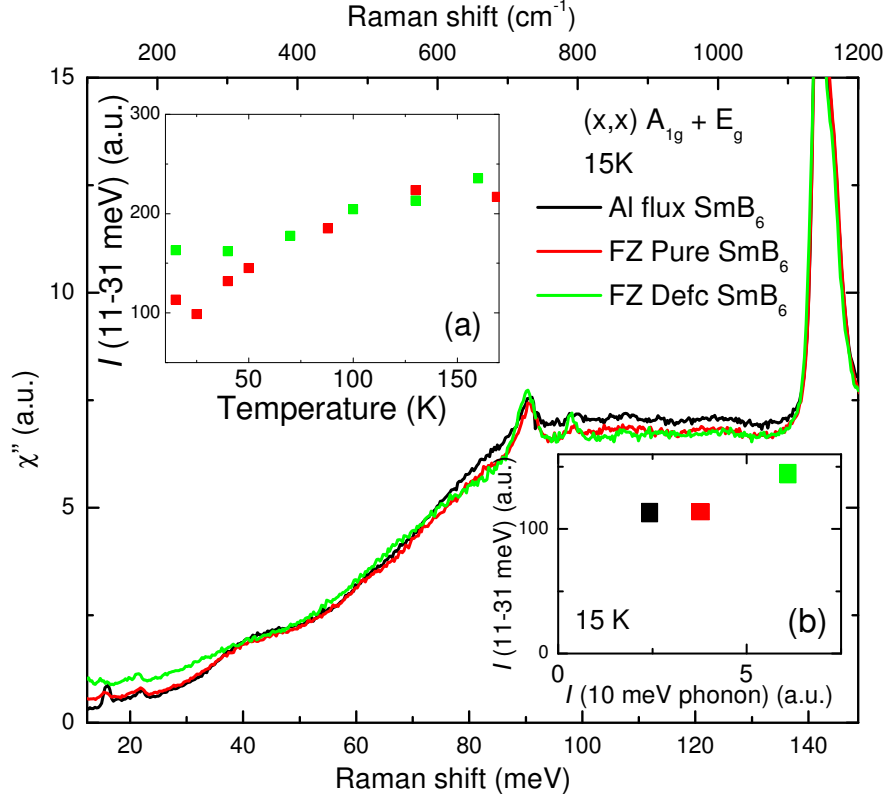 Raman shift (cm⁻¹)
200 400 600 800 1000 1200
15
10
5
0
χ'' (a.u.)
300
200
100
I (11-31 meV) (a.u.)
(a)
50 100 150
Temperature (K)
(x,x) A₁g + Eg
15K
Al flux SmB₆
FZ Pure SmB₆
FZ Defc SmB₆
I (11-31 meV) (a.u.)
100
0
15 K
(b)
0 5
I (10 meV phonon) (a.u.)
20 40 60 80 100 120 140
Raman shift (meV)